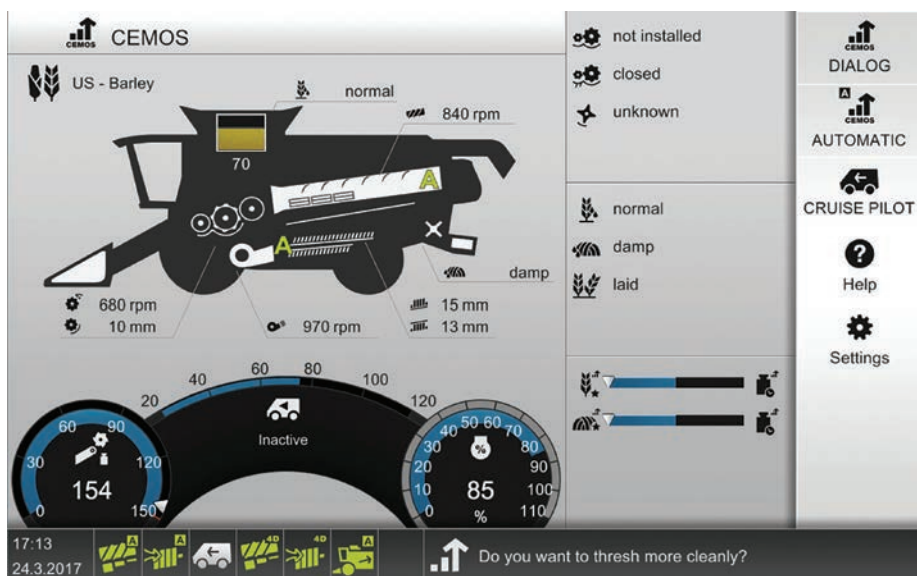 CEMOS
CEMOS
US - Barley
normal
840 rpm
70
A
A
damp
680 rpm
10 mm
970 rpm
15 mm
13 mm
not installed
closed
unknown
normal
damp
laid
CEMOS
DIALOG
A
CEMOS
AUTOMATIC
CRUISE PILOT
Help
Settings
20
40
60
80
100
120
Inactive
0
30
60
90
120
150
154
0
10
20
30
40
50
60
70
80
90
100
110
%
85
%
17:13
24.3.2017
A
A
4D
4D
A
Do you want to thresh more cleanly?